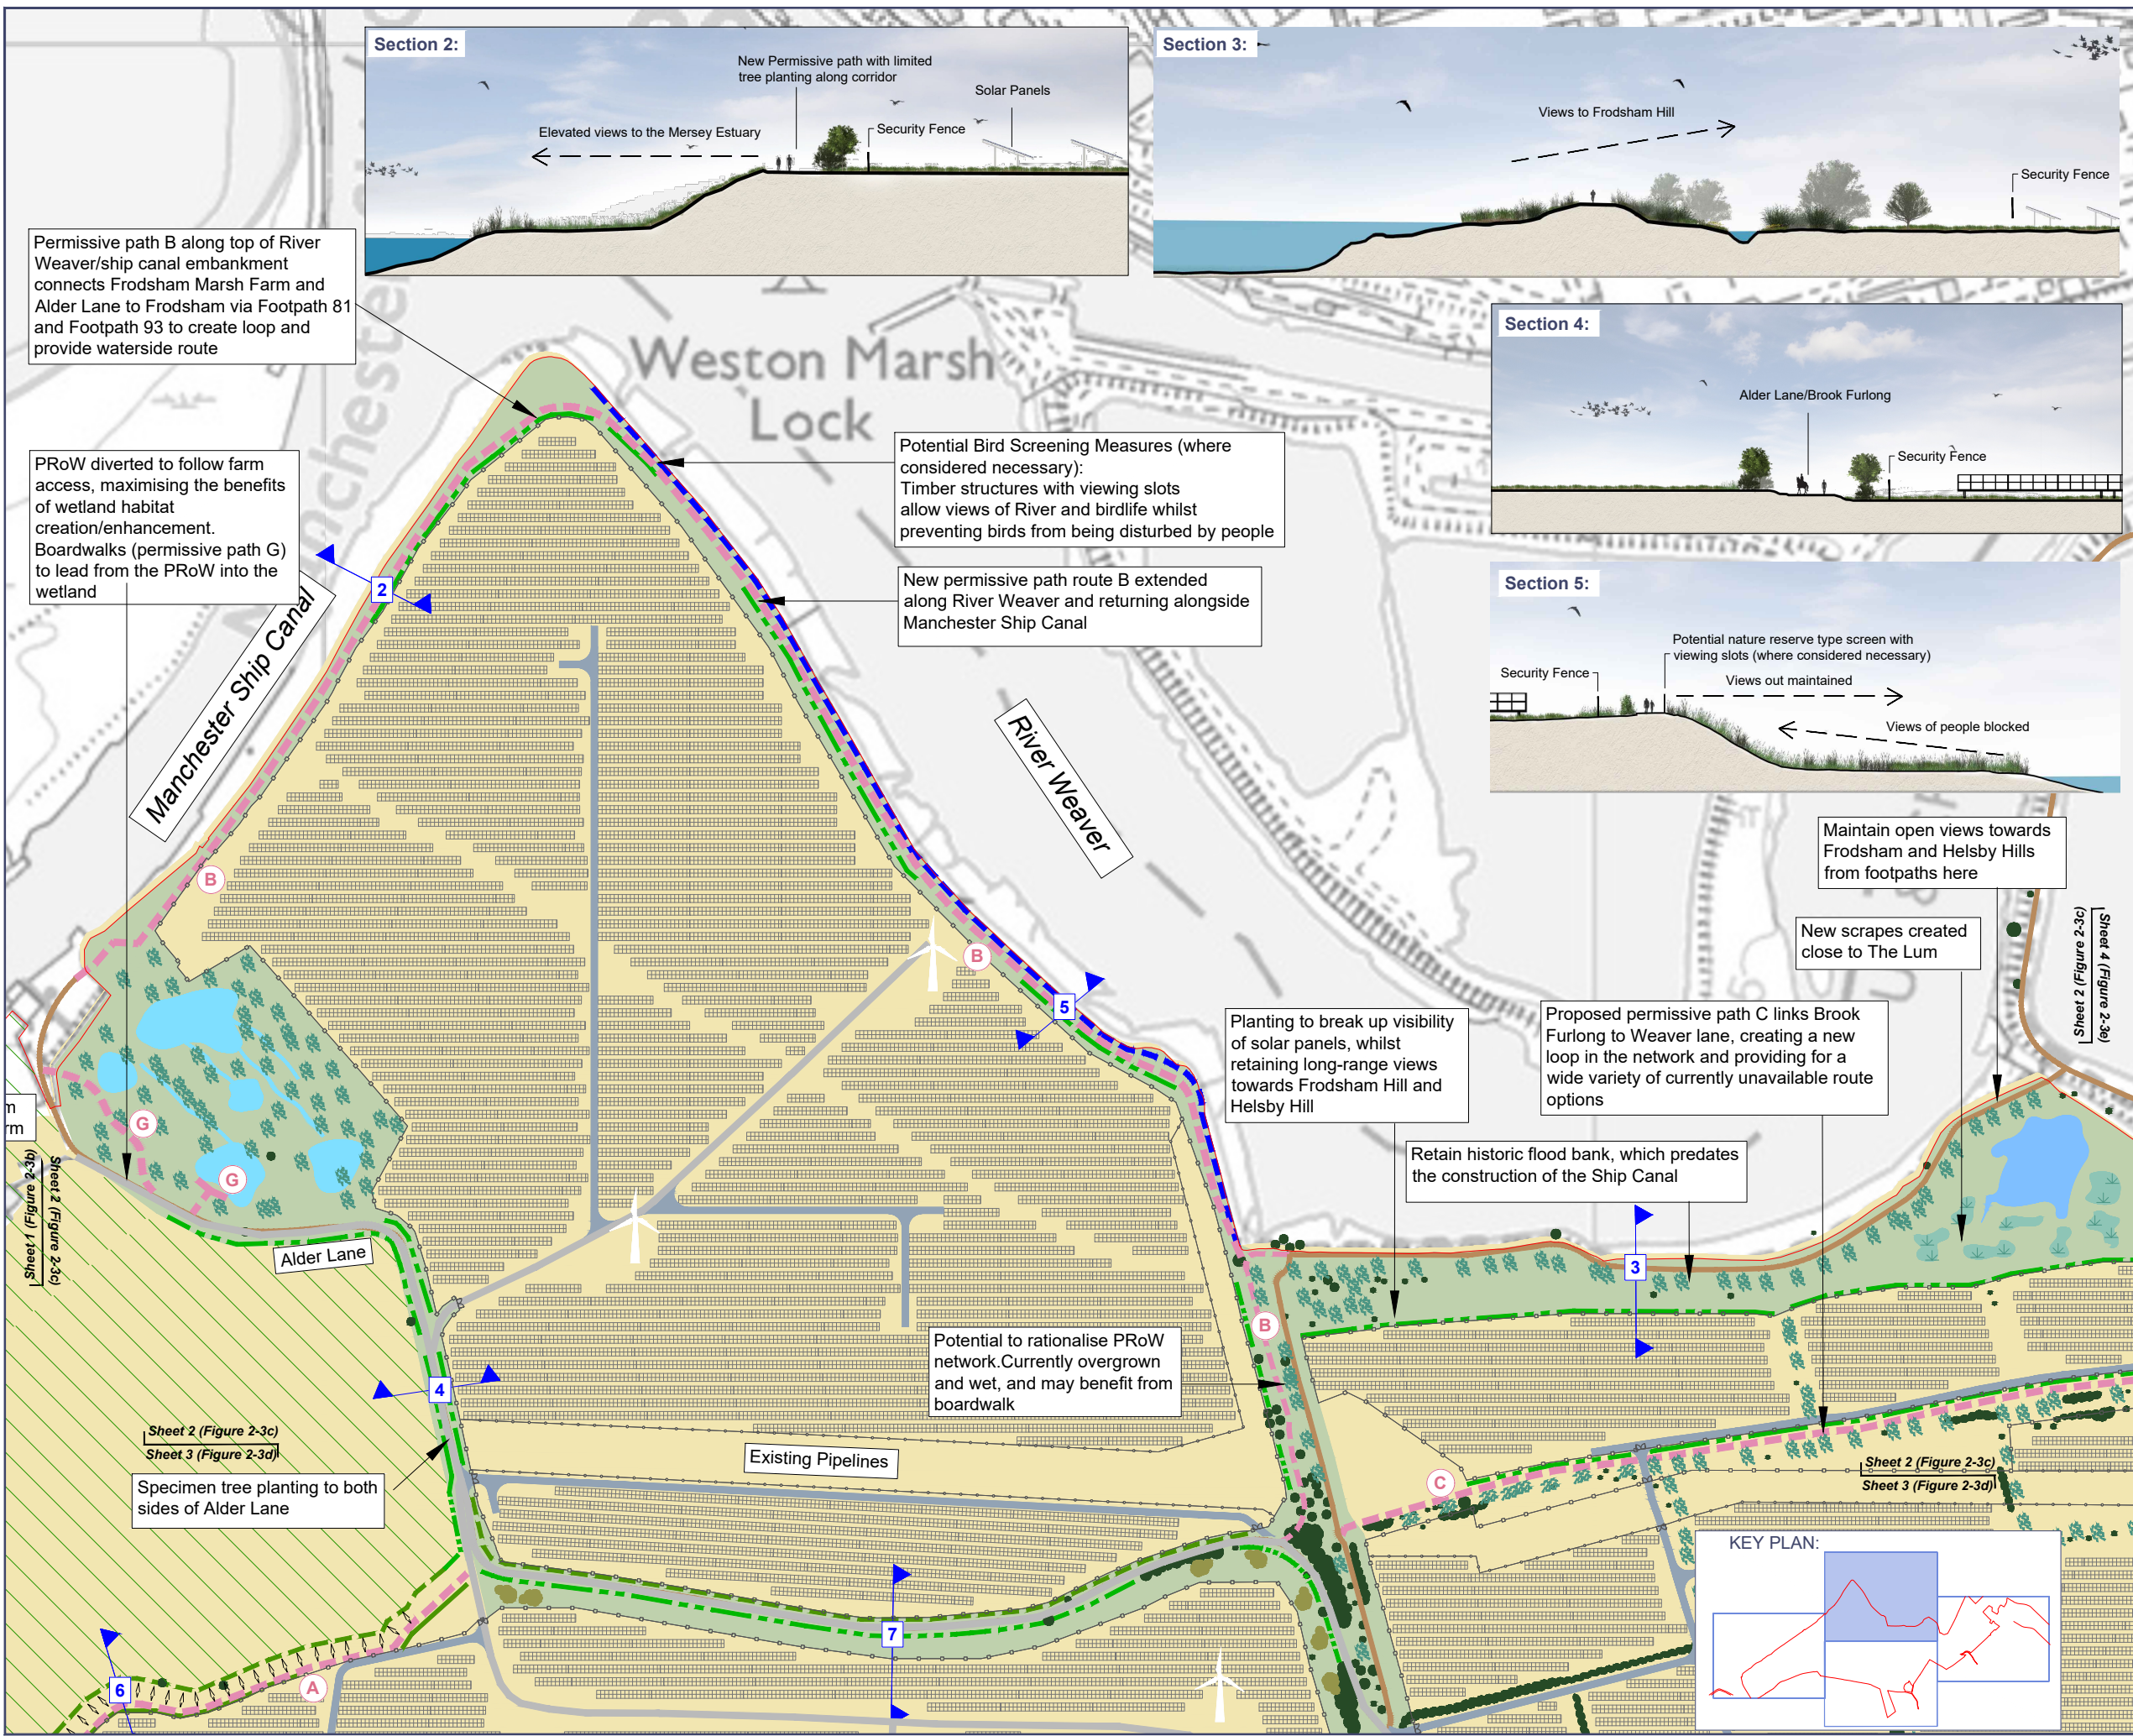 Section 2:
New Permissive path with limited
tree planting along corridor
Solar Panels
Elevated views to the Mersey Estuary
Security Fence
Section 3:
Views to Frodsham Hill
Security Fence
Permissive path B along top of River
Weaver/ship canal embankment
connects Frodsham Marsh Farm and
Alder Lane to Frodsham via Footpath 81
and Footpath 93 to create loop and
provide waterside route
Section 4:
Alder Lane/Brook Furlong
Security Fence
Weston Marsh
Lock
PRoW diverted to follow farm
access, maximising the benefits
of wetland habitat
creation/enhancement.
Boardwalks (permissive path G)
to lead from the PRoW into the
wetland
Potential Bird Screening Measures (where
considered necessary):
Timber structures with viewing slots
allow views of River and birdlife whilst
preventing birds from being disturbed by people
New permissive path route B extended
along River Weaver and returning alongside
Manchester Ship Canal
Section 5:
Potential nature reserve type screen with
viewing slots (where considered necessary)
Security Fence
Views out maintained
Views of people blocked
2
Manchester Ship Canal
River Weaver
Maintain open views towards
Frodsham and Helsby Hills
from footpaths here
B
New scrapes created
close to The Lum
Sheet 2 (Figure 2-3c)
Sheet 4 (Figure 2-3e)
B
5
Planting to break up visibility
of solar panels, whilst
retaining long-range views
towards Frodsham Hill and
Helsby Hill
Proposed permissive path C links Brook
Furlong to Weaver lane, creating a new
loop in the network and providing for a
wide variety of currently unavailable route
options
m
rm
G
G
Retain historic flood bank, which predates
the construction of the Ship Canal
Sheet 1 (Figure 2-3b)
Sheet 2 (Figure 2-3c)
Alder Lane
3
B
Potential to rationalise PRoW
network.Currently overgrown
and wet, and may benefit from
boardwalk
4
Sheet 2 (Figure 2-3c)
Sheet 3 (Figure 2-3d)
Existing Pipelines
Specimen tree planting to both
sides of Alder Lane
C
Sheet 2 (Figure 2-3c)
Sheet 3 (Figure 2-3d)
KEY PLAN:
7
6
A